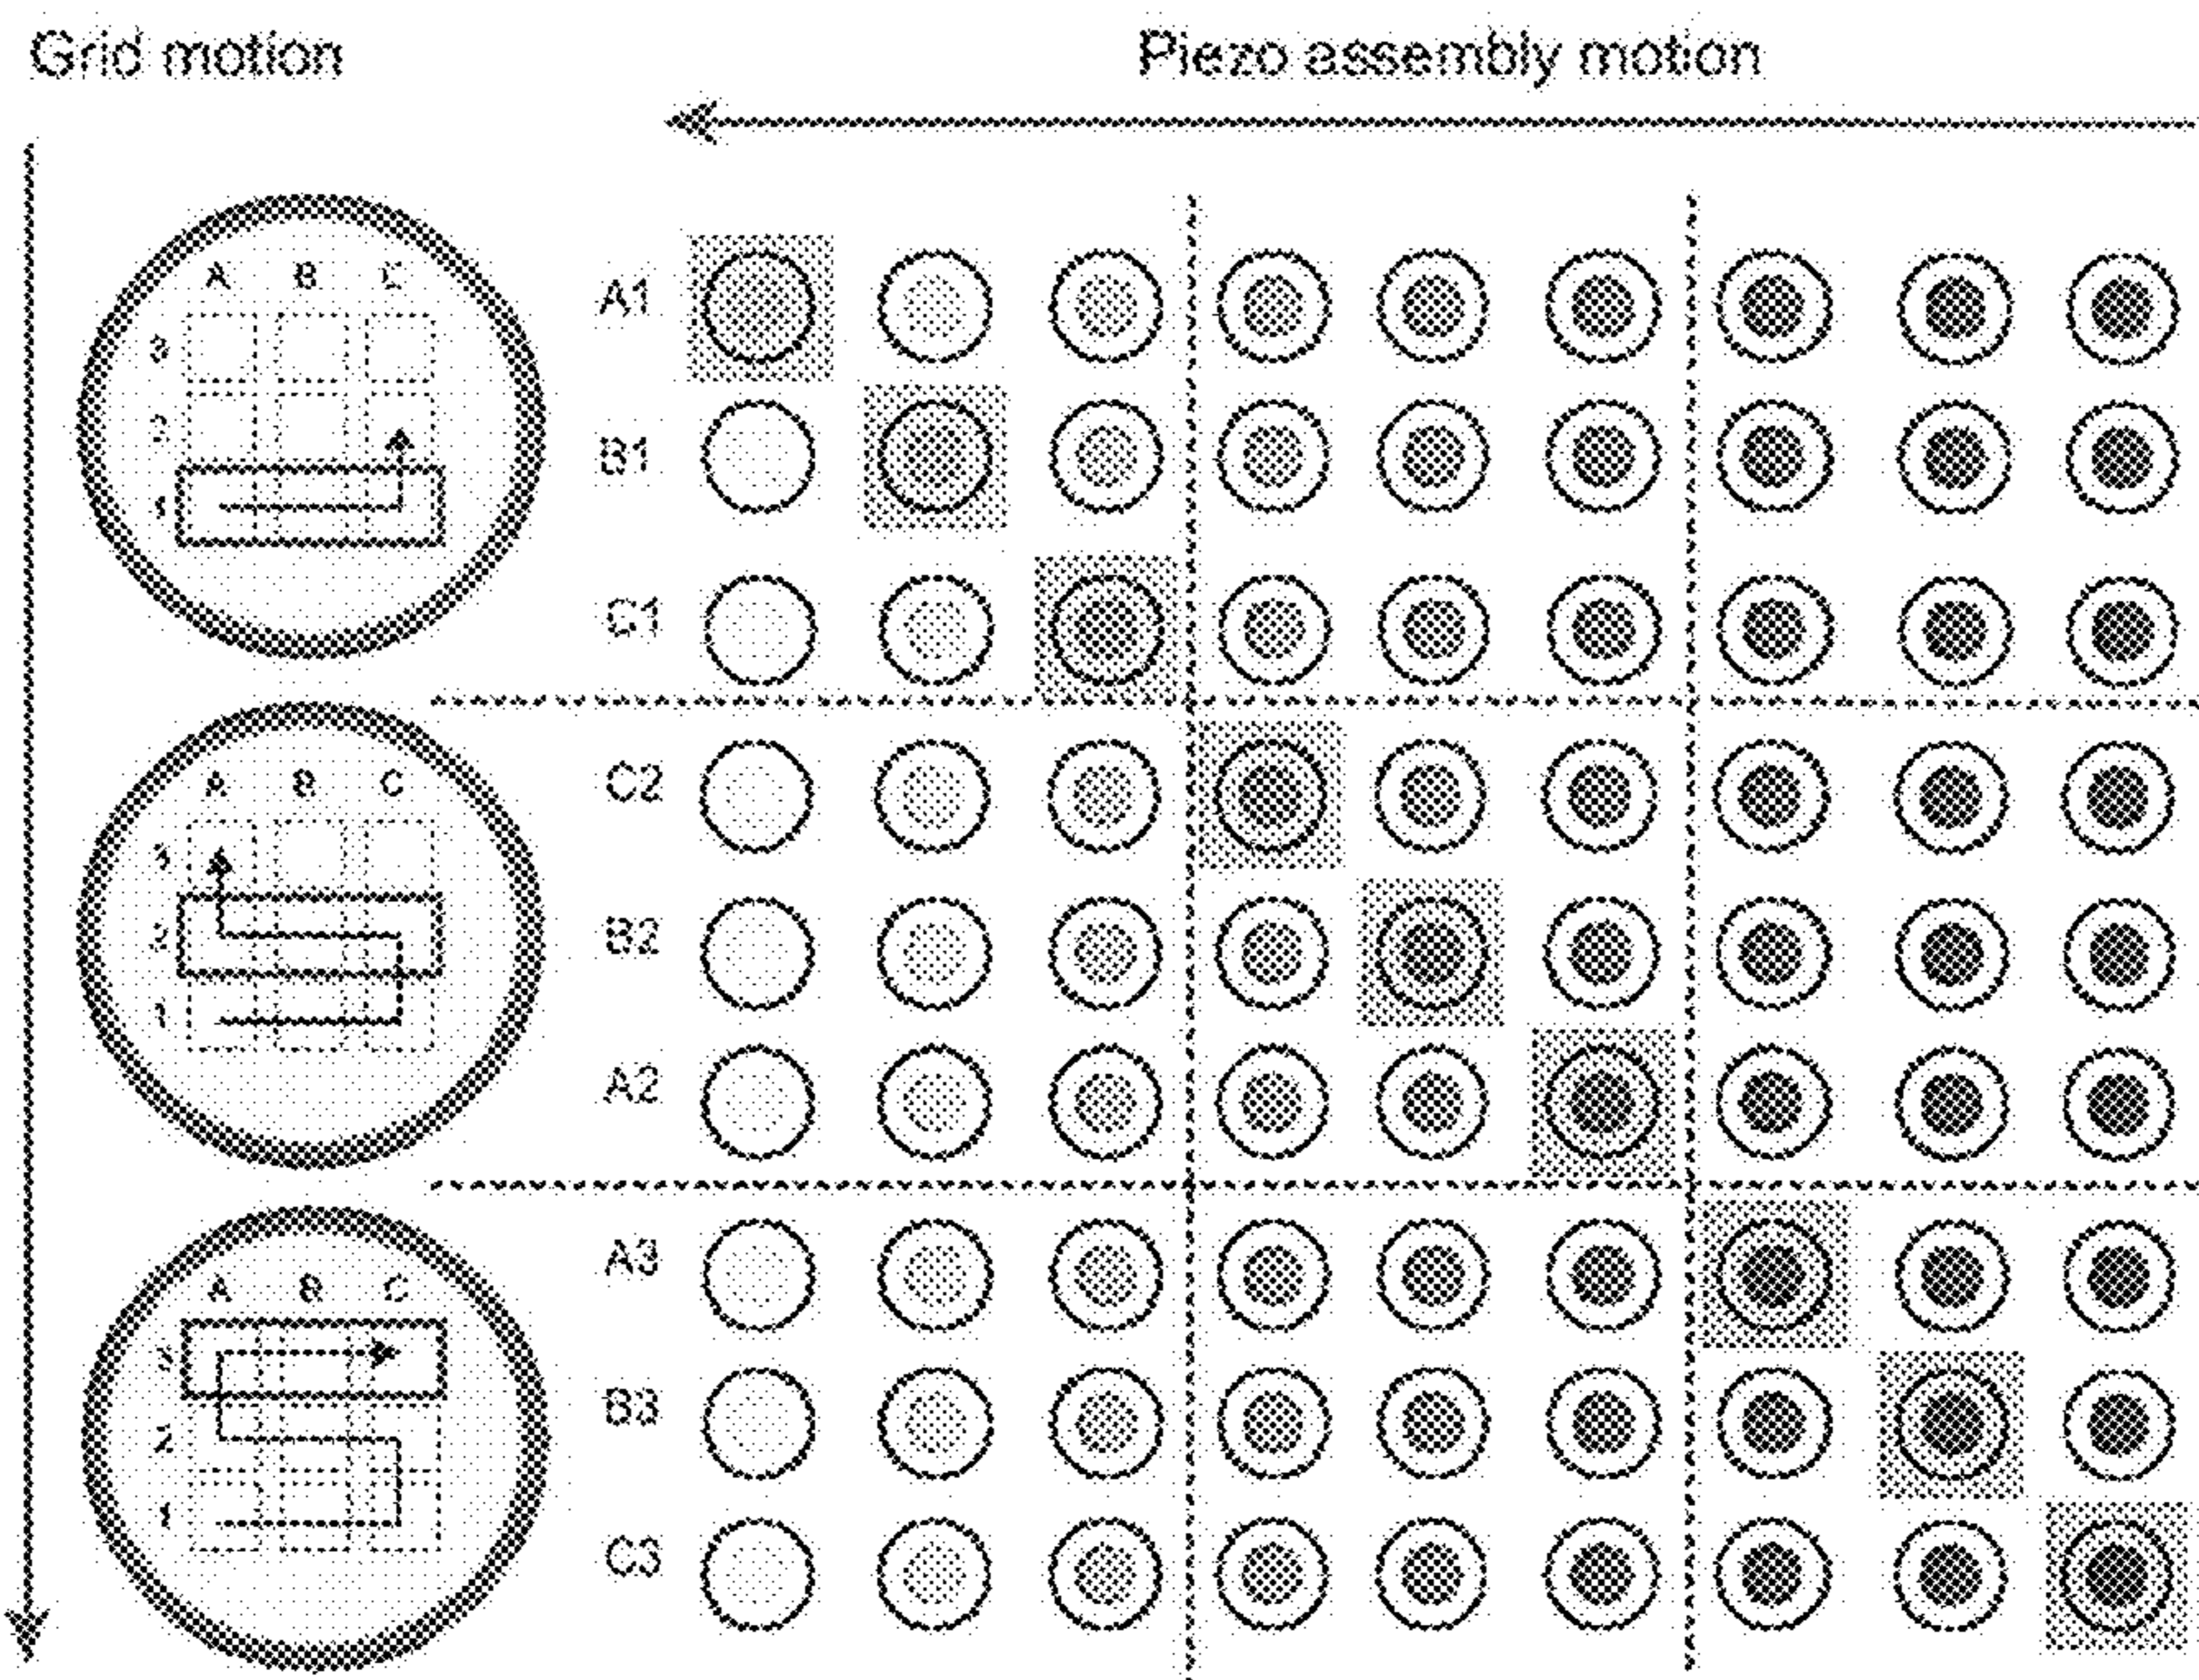 Grid motion
Piezo assembly motion
A B C
3
2
1
A1
B1
C1
A B C
3
2
1
C2
B2
A2
A B C
3
2
1
A3
B3
C3